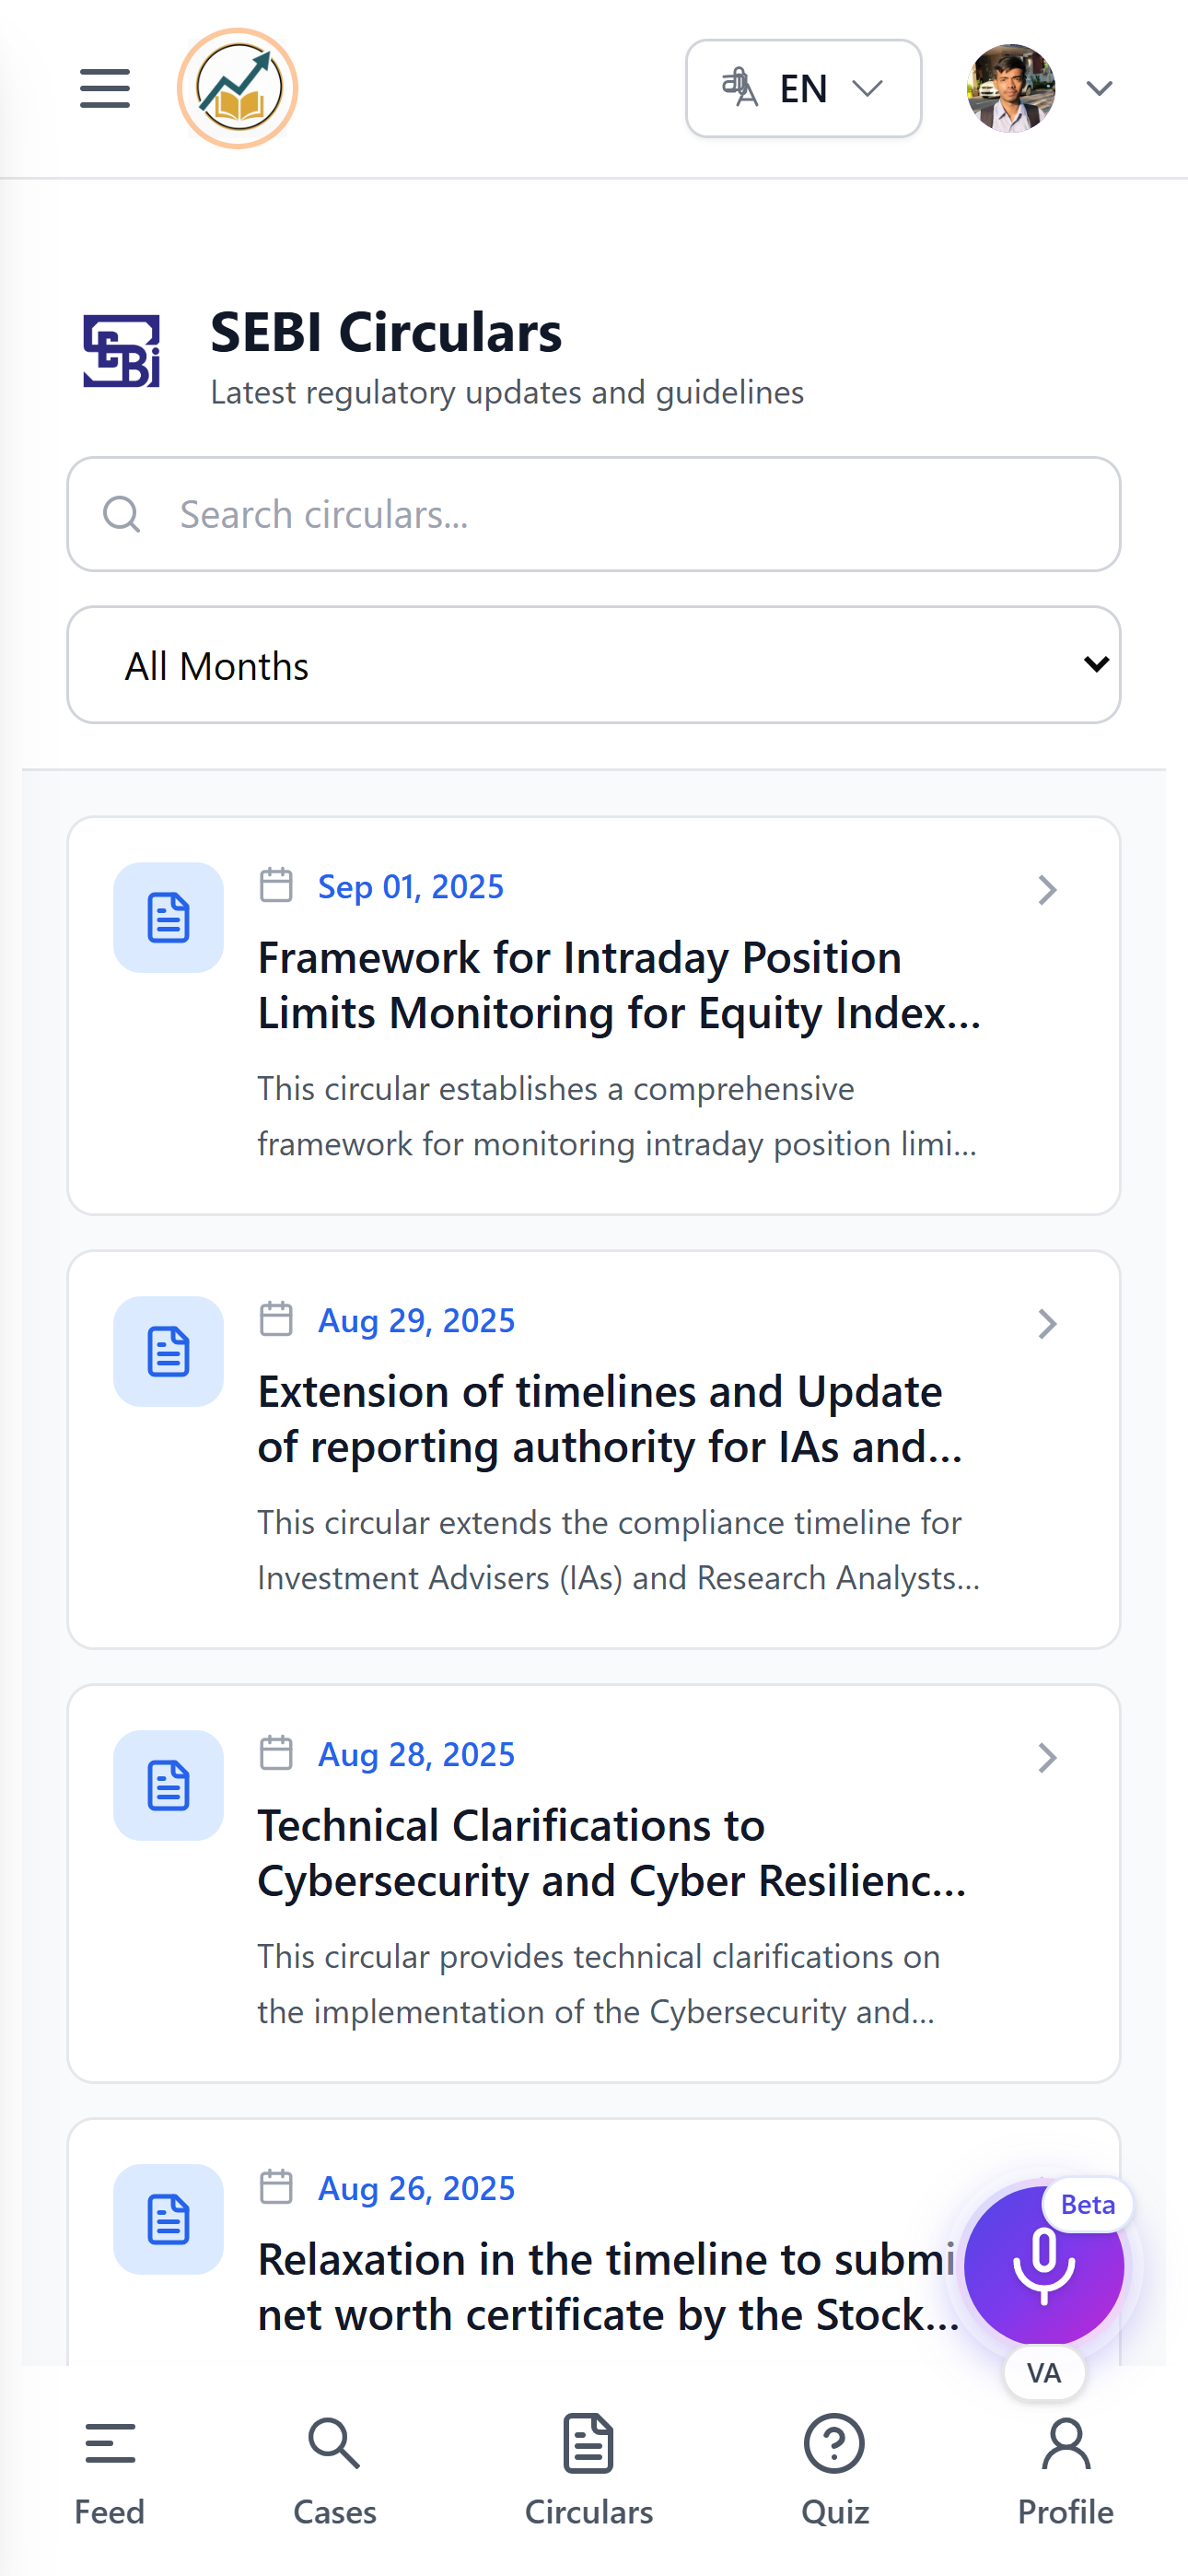 EN
SEBI
SEBI Circulars
Latest regulatory updates and guidelines
Search circulars...
All Months
Sep 01, 2025
Framework for Intraday Position
Limits Monitoring for Equity Index...
This circular establishes a comprehensive
framework for monitoring intraday position limi...
Aug 29, 2025
Extension of timelines and Update
of reporting authority for IAs and...
This circular extends the compliance timeline for
Investment Advisers (IAs) and Research Analysts...
Aug 28, 2025
Technical Clarifications to
Cybersecurity and Cyber Resilienc...
This circular provides technical clarifications on
the implementation of the Cybersecurity and...
Aug 26, 2025
Beta
Relaxation in the timeline to submi
net worth certificate by the Stock...
VA
Feed
Cases
Circulars
Quiz
Profile